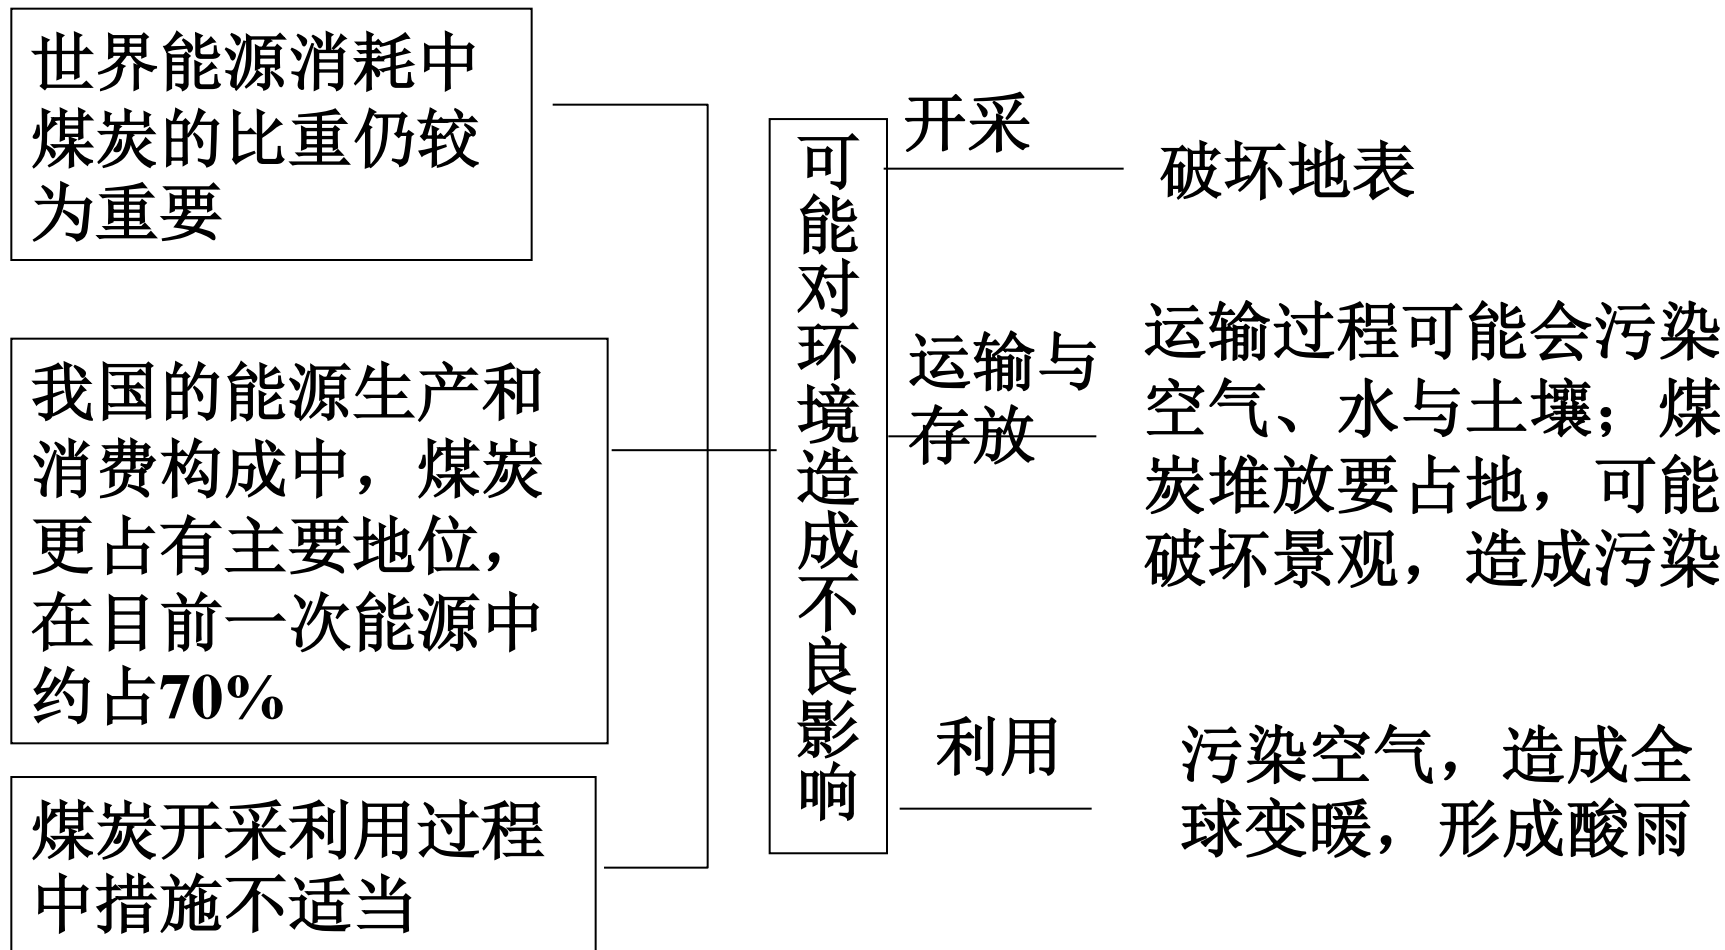 世界能源消耗中
煤炭的比重仍较
为重要
我国的能源生产和
消费构成中，煤炭
更占有主要地位，
在目前一次能源中
约占70%
煤炭开采利用过程
中措施不适当
可能对环境造成不良影响
开采
破坏地表
运输与
存放
运输过程可能会污染
空气、水与土壤；煤
炭堆放要占地，可能
破坏景观，造成污染
利用
污染空气，造成全
球变暖，形成酸雨